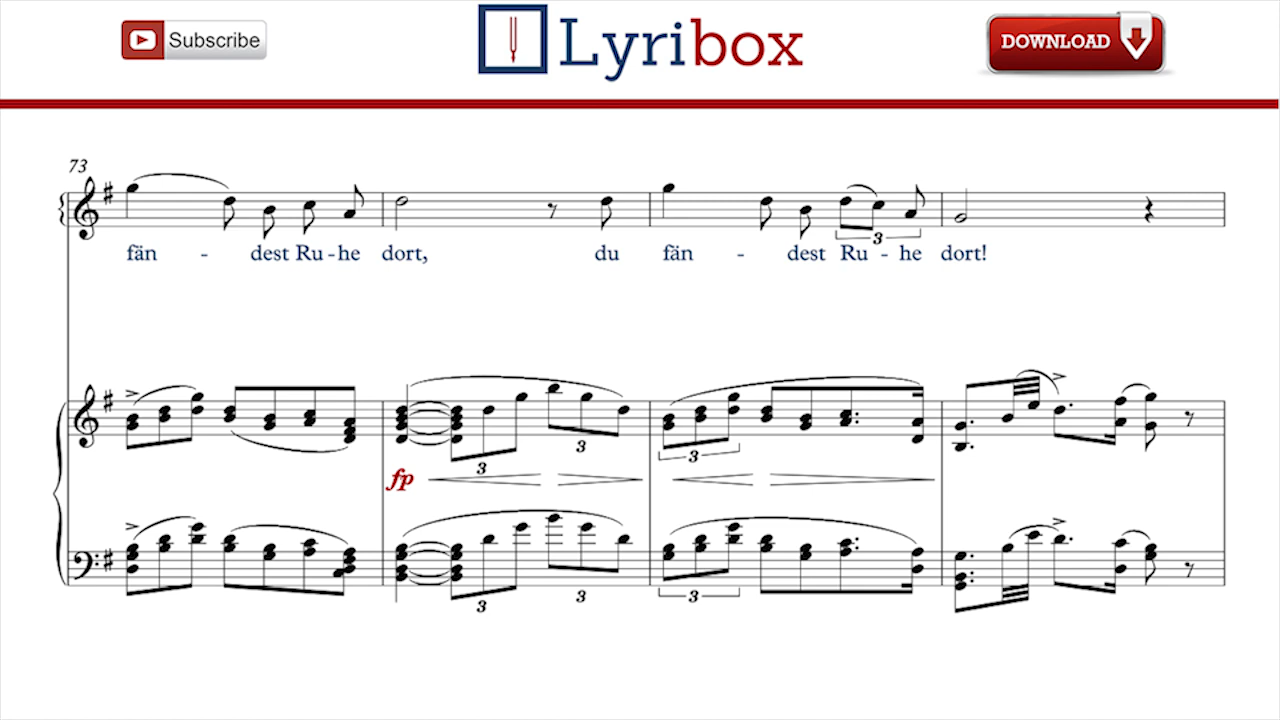 Subscribe
Lyribox
DOWNLOAD
73
3
fän - dest Ru - he dort, du fän - dest Ru - he dort!
3 3 3
fp
3 3 3